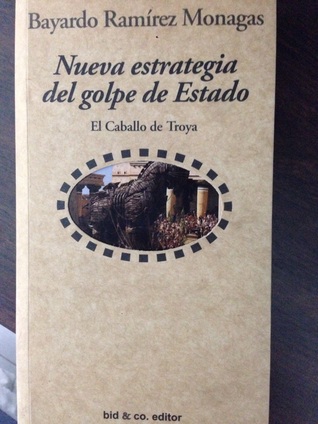 Bayardo Ramírez Monagas
Nueva estrategia
del golpe de Estado
El Caballo de Troya
bid & co. editor